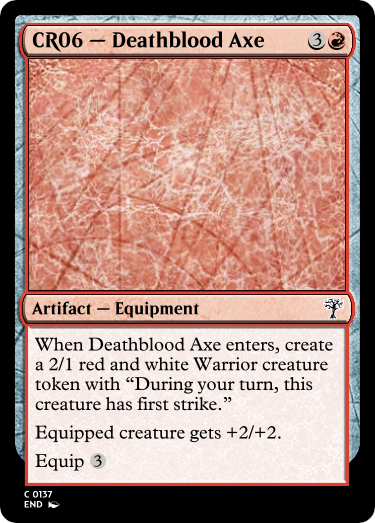 CR06 — Deathblood Axe 3
Artifact — Equipment
When Deathblood Axe enters, create
a 2/1 red and white Warrior creature
token with “During your turn, this
creature has first strike.”
Equipped creature gets +2/+2.
Equip 3
C 0137
END